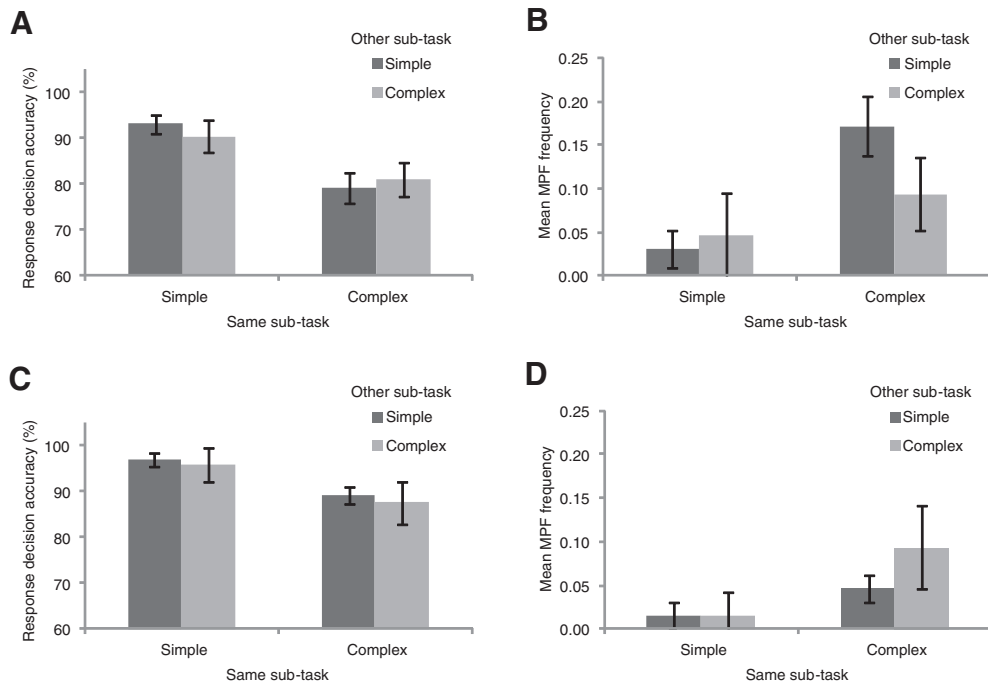 A
Other sub-task
Simple
Complex
Response decision accuracy (%)
100
90
80
70
60
Simple
Complex
Same sub-task
B
Other sub-task
Simple
Complex
Mean MPF frequency
0.25
0.20
0.15
0.10
0.05
0.00
Simple
Complex
Same sub-task
C
Other sub-task
Simple
Complex
Response decision accuracy (%)
100
90
80
70
60
Simple
Complex
Same sub-task
D
Other sub-task
Simple
Complex
Mean MPF frequency
0.25
0.20
0.15
0.10
0.05
0.00
Simple
Complex
Same sub-task